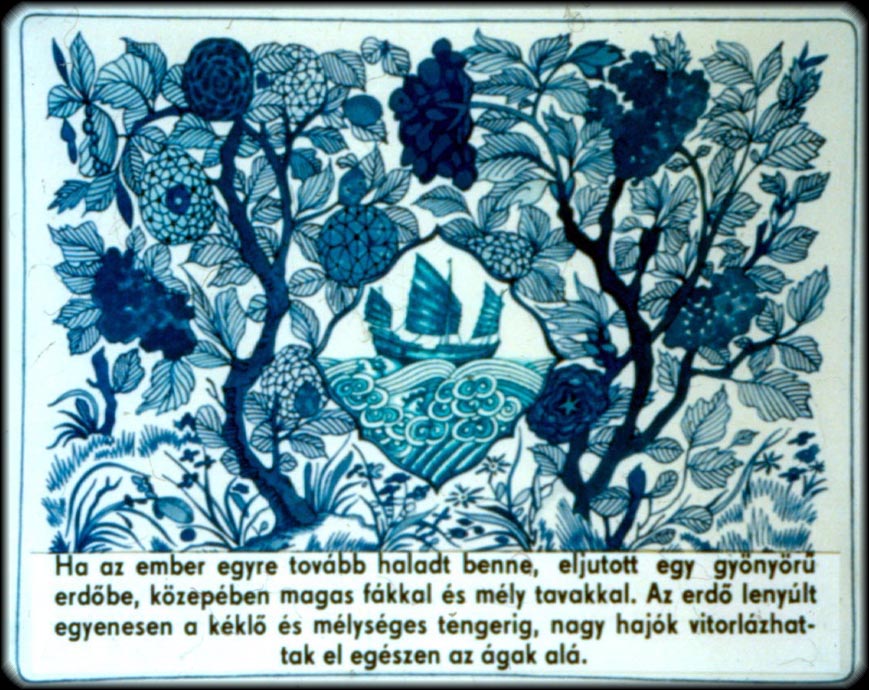 Ha az ember egyre tovább haladt benne, eljutott egy gyönyörű
erdőbe, közepében magas fákkal és mély tavakkal. Az erdő lenyúlt
egyenesen a kéklő és mélységes tengerig, nagy hajók vitorlázhat-
tak el egészen az ágak alá.